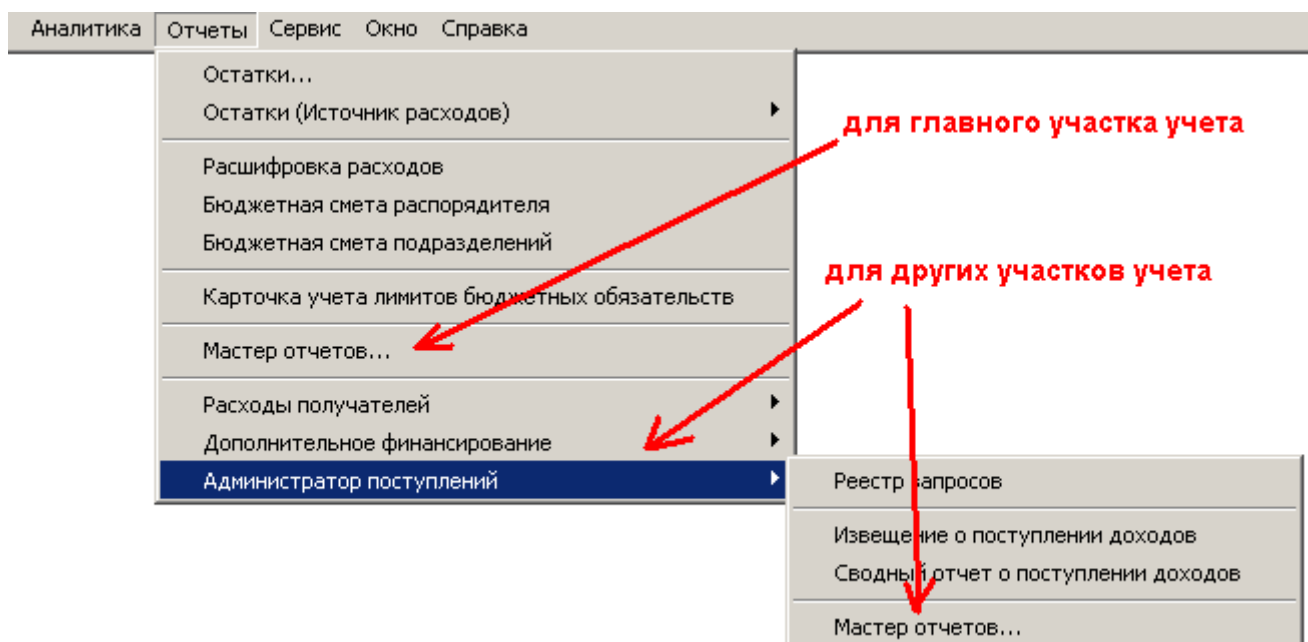 Аналитика Отчеты Сервис Окно Справка
Остатки...
Остатки (Источник расходов)
для главного участка учета
Расшифровка расходов
Бюджетная смета распорядителя
Бюджетная смета подразделений
для других участков учета
Карточка учета лимитов бюджетных обязательств
Мастер отчетов...
Расходы получателей
Дополнительное финансирование
Администратор поступлений
Реестр запросов
Извещение о поступлении доходов
Сводный отчет о поступлении доходов
Мастер отчетов...